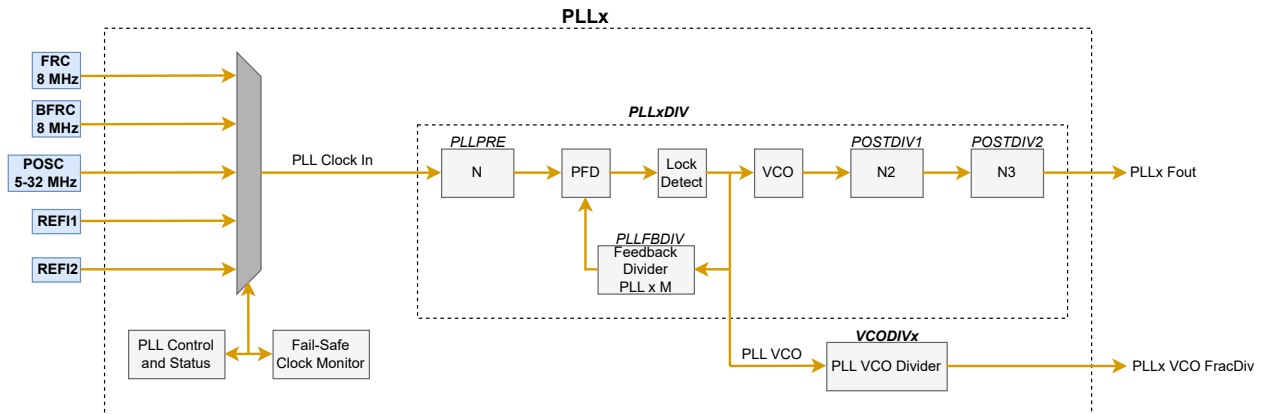 PLLx
FRC
8 MHz
BFRC
8 MHz
POSC
5-32 MHz
REFI1
REFI2
PLL Clock In
PLLxDIV
PLLPRE
N
PFD
Lock
Detect
VCO
POSTDIV1
N2
POSTDIV2
N3
PLLx Fout
PLLFBDIV
Feedback
Divider
PLL x M
PLL Control
and Status
Fail-Safe
Clock Monitor
PLL VCO
VCODIVx
PLL VCO Divider
PLLx VCO FracDiv